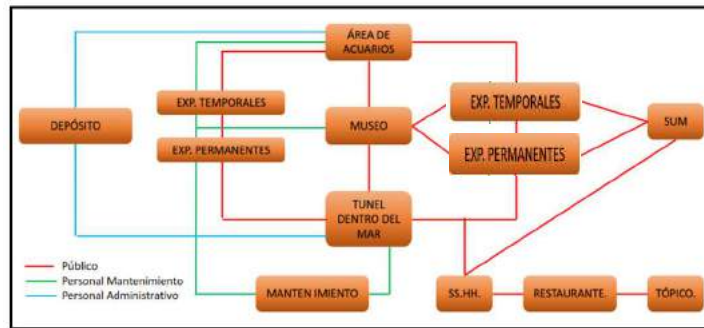 ÁREA DE
ACUARIOS
EXP. TEMPORALES
EXP. TEMPORALES
DEPÓSITO
MUSEO
SUM
EXP. PERMANENTES
EXP. PERMANENTES
TUNEL
DENTRO DEL
MAR
Público
Personal Mantenimiento
Personal Administrativo
MANTEN IMIENTO
SS.HH.
RESTAURANTE.
TÓPICO.